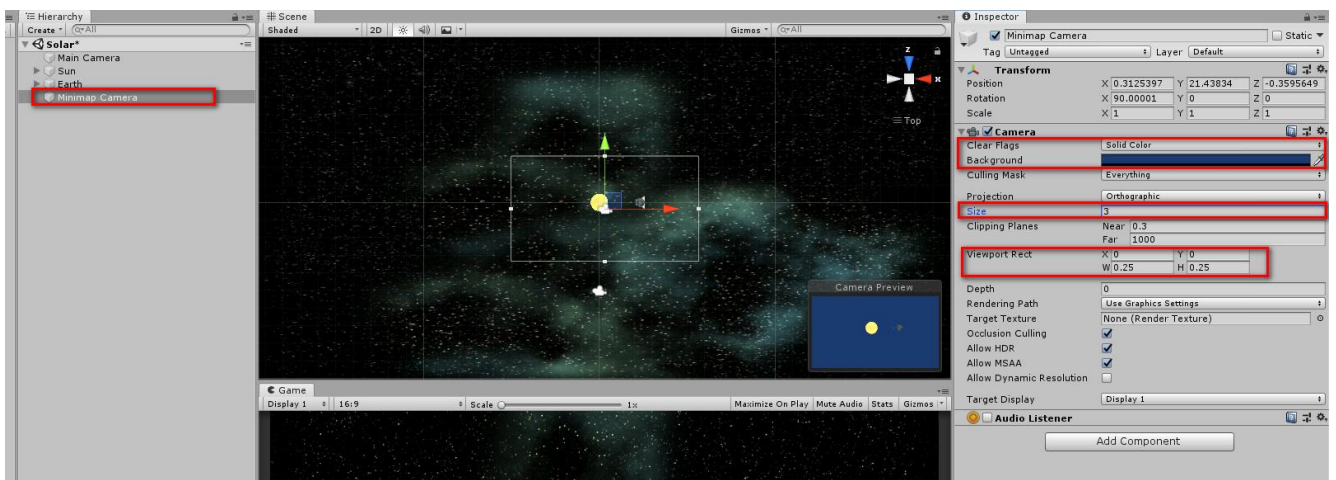 Hierarchy
Create All
Solar*
Main Camera
Sun
Earth
Minimap Camera
Scene
Shaded 2D Gizmos All
z
x
Top
Camera Preview
Game
Display 1 16:9 Scale 1x Maximize On Play Mute Audio Stats Gizmos
Inspector
Minimap Camera Static
Tag Untagged Layer Default
Transform
Position X 0.3125397 Y 21.43834 Z -0.3595649
Rotation X 90.00001 Y 0 Z 0
Scale X 1 Y 1 Z 1
Camera
Clear Flags Solid Color
Background
Culling Mask Everything
Projection Orthographic
Size 3
Clipping Planes Near 0.3
Far 1000
Viewport Rect X 0 Y 0
W 0.25 H 0.25
Depth 0
Rendering Path Use Graphics Settings
Target Texture None (Render Texture)
Occlusion Culling
Allow HDR
Allow MSAA
Allow Dynamic Resolution
Target Display Display 1
Audio Listener
Add Component